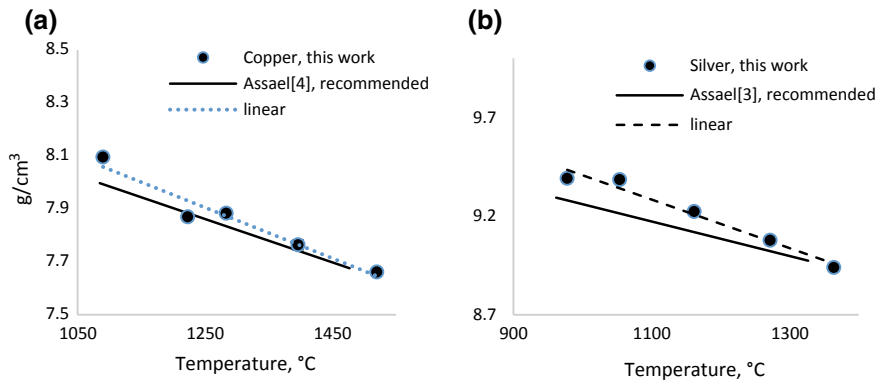 (a)
8.5
8.3
8.1
7.9
7.7
7.5
g/cm³
Copper, this work
Assael[4], recommended
linear
1050
1250
1450
Temperature, °C
(b)
9.7
9.2
8.7
Silver, this work
Assael[3], recommended
linear
900
1100
1300
Temperature, °C